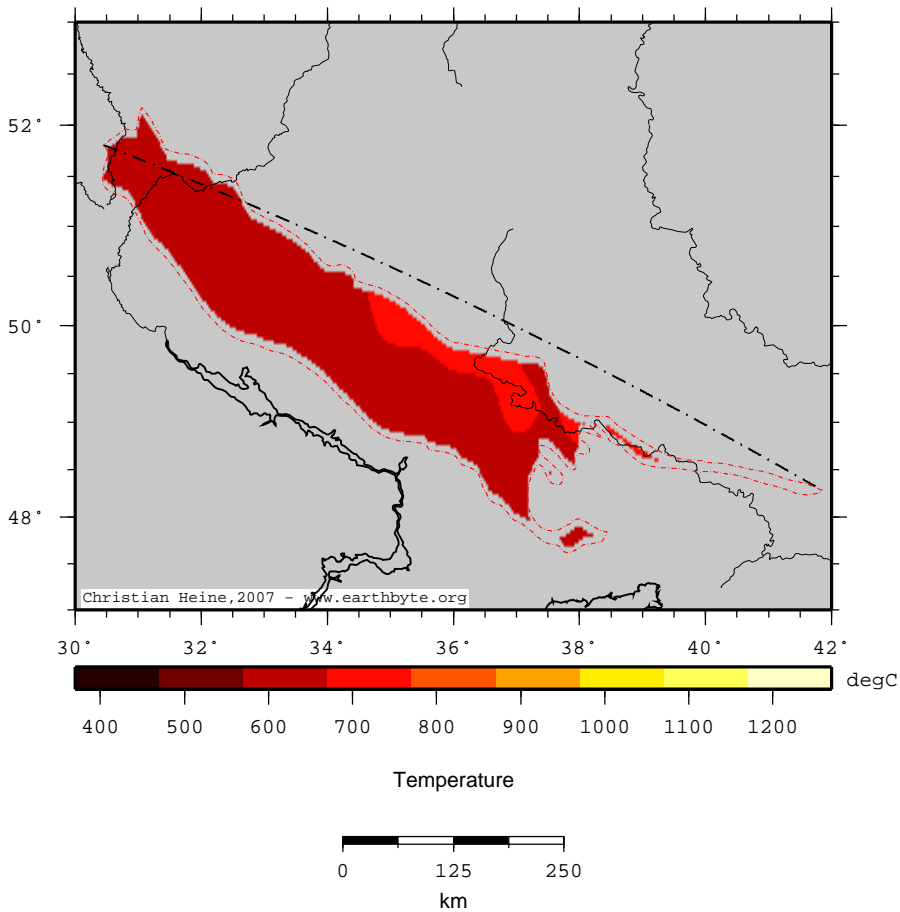 52°
50°
48°
Christian Heine,2007 - www.earthbyte.org
30° 32° 34° 36° 38° 40° 42°
degC
400 500 600 700 800 900 1000 1100 1200
Temperature
0 125 250
km